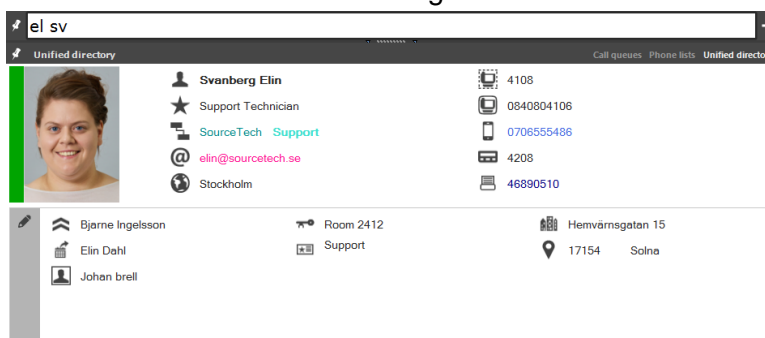 el sv
Unified directory Call queues Phone lists Unified directo
Svanberg Elin 4108
Support Technician 0840804106
SourceTech Support 0706555486
elin@sourcetech.se 4208
Stockholm 46890510
Bjarne Ingelsson Room 2412 Hemvärnsgatan 15
Elin Dahl Support 17154 Solna
Johan brell